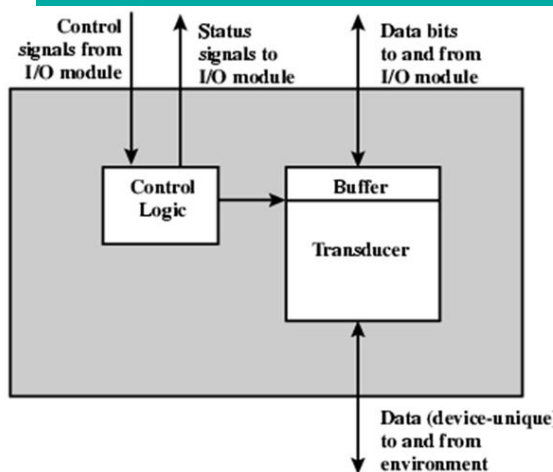 Control
signals from
I/O module
Status
signals to
I/O module
Data bits
to and from
I/O module
Control
Logic
Buffer
Transducer
Data (device-unique)
to and from
environment